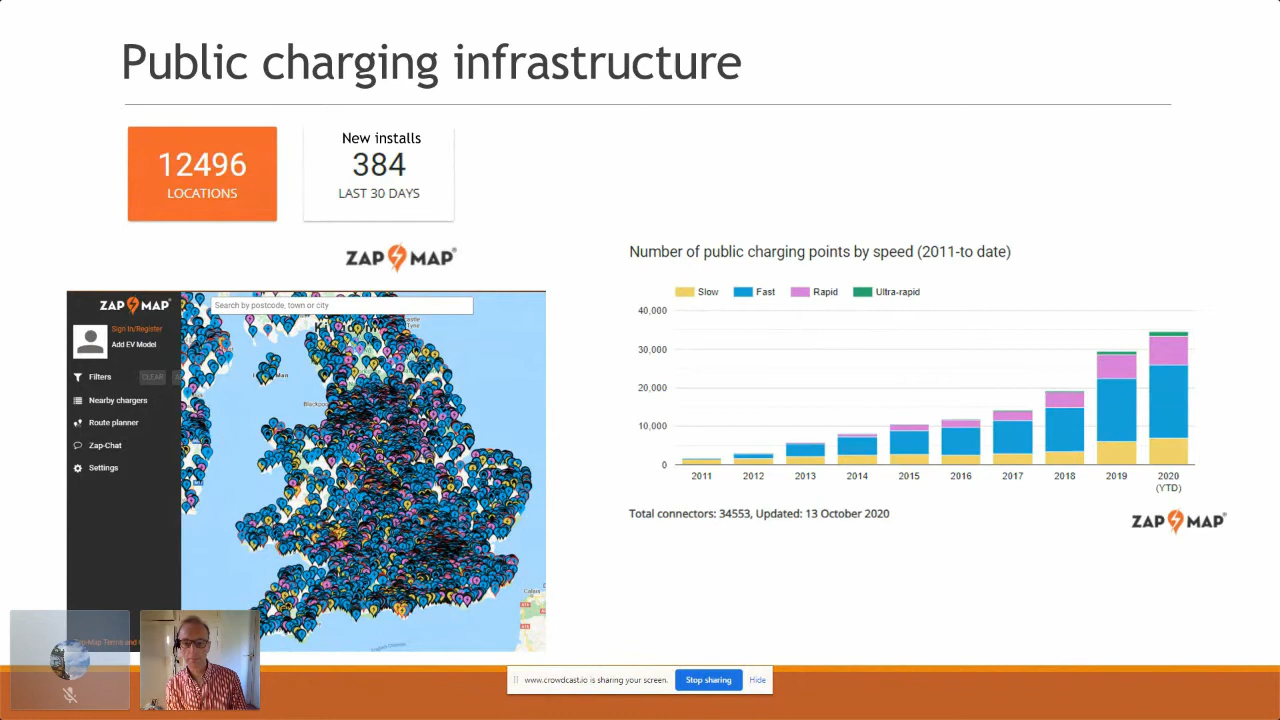 Public charging infrastructure
12496
LOCATIONS
New installs
384
LAST 30 DAYS
ZAP MAP
ZAP MAP
Search by postcode, town or city
Sign In/Register
Add EV Model
Filters
CLEAR
Nearby chargers
Route planner
Zap-Chat
Settings
Number of public charging points by speed (2011-to date)
Slow Fast Rapid Ultra-rapid
40,000
30,000
20,000
10,000
0
2011 2012 2013 2014 2015 2016 2017 2018 2019 2020
(YTD)
Total connectors: 34553, Updated: 13 October 2020
ZAP MAP
www.crowdcast.io is sharing your screen. Stop sharing Hide